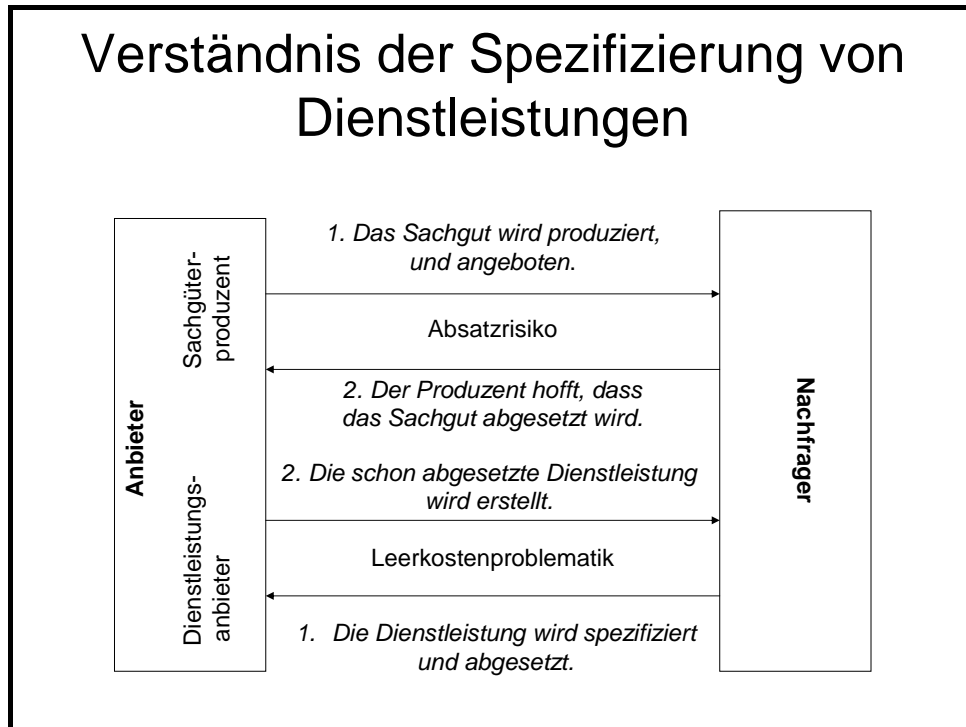 Verständnis der Spezifizierung von
Dienstleistungen
Anbieter
Sachgüter-
produzent
1. Das Sachgut wird produziert,
und angeboten.
Absatzrisiko
2. Der Produzent hofft, dass
das Sachgut abgesetzt wird.
Dienstleistungs-
anbieter
2. Die schon abgesetzte Dienstleistung
wird erstellt.
Leerkostenproblematik
1. Die Dienstleistung wird spezifiziert
und abgesetzt.
Nachfrager